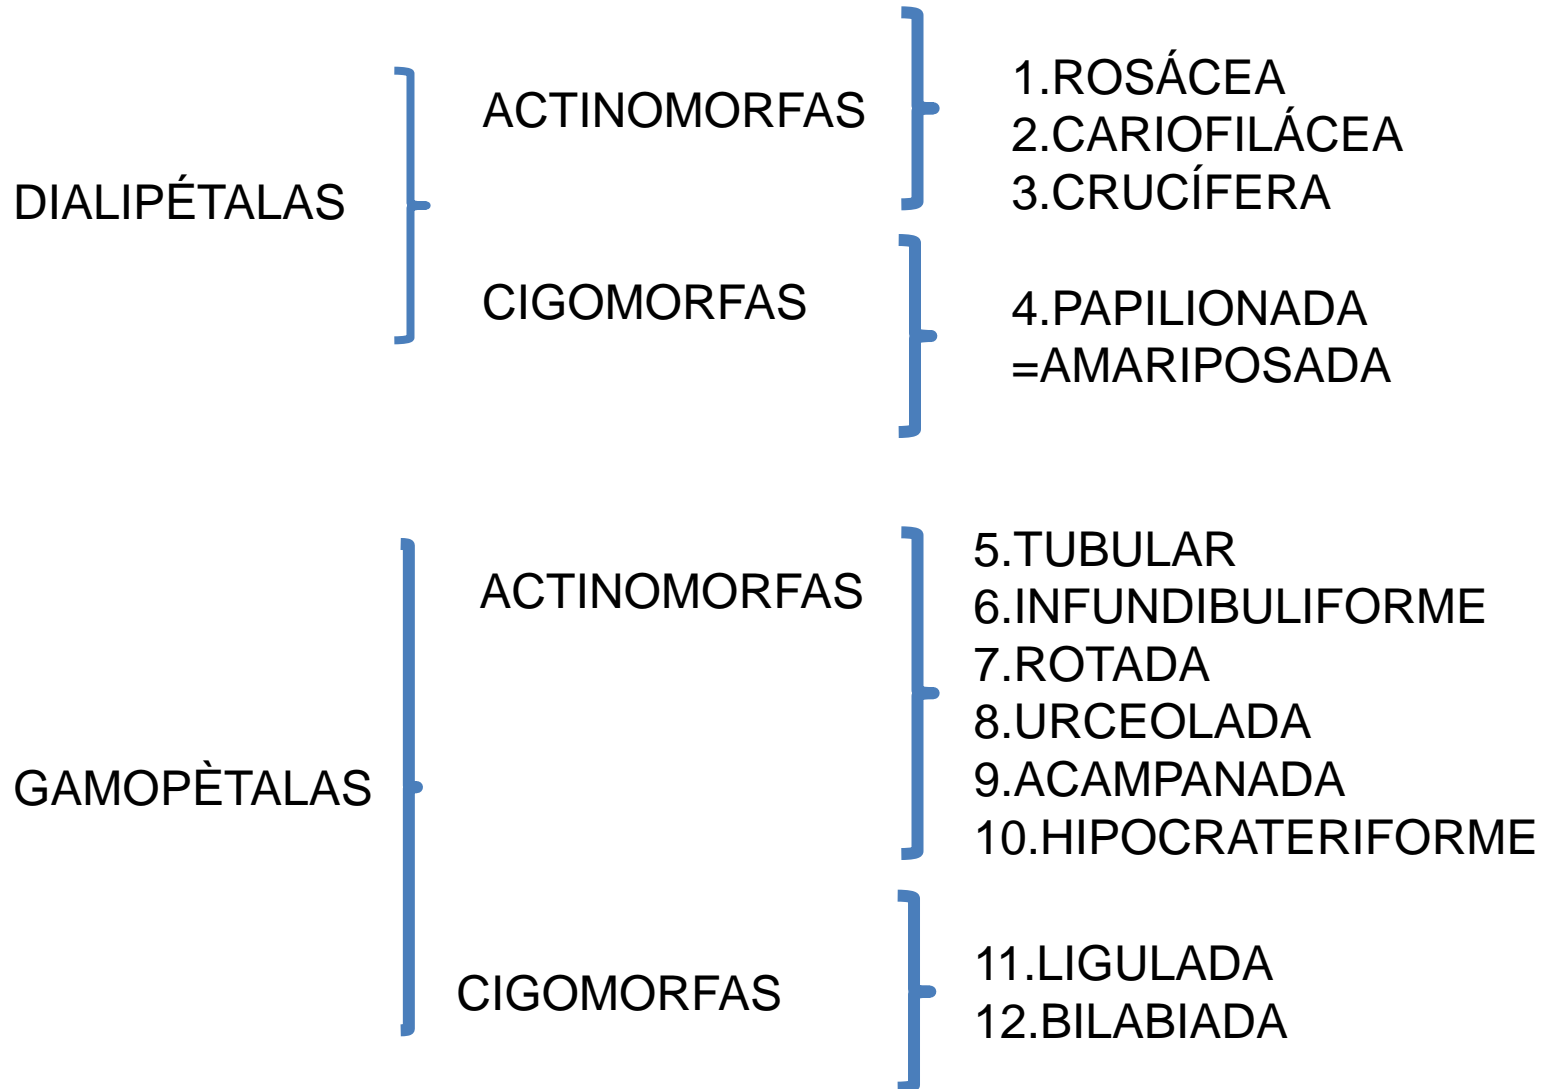 DIALIPÉTALAS
ACTINOMORFAS
1.ROSÁCEA
2.CARIOFILÁCEA
3.CRUCÍFERA
CIGOMORFAS
4.PAPILIONADA
=AMARIPOSADA
GAMOPÈTALAS
ACTINOMORFAS
5.TUBULAR
6.INFUNDIBULIFORME
7.ROTADA
8.URCEOLADA
9.ACAMPANADA
10.HIPOCRATERIFORME
CIGOMORFAS
11.LIGULADA
12.BILABIADA